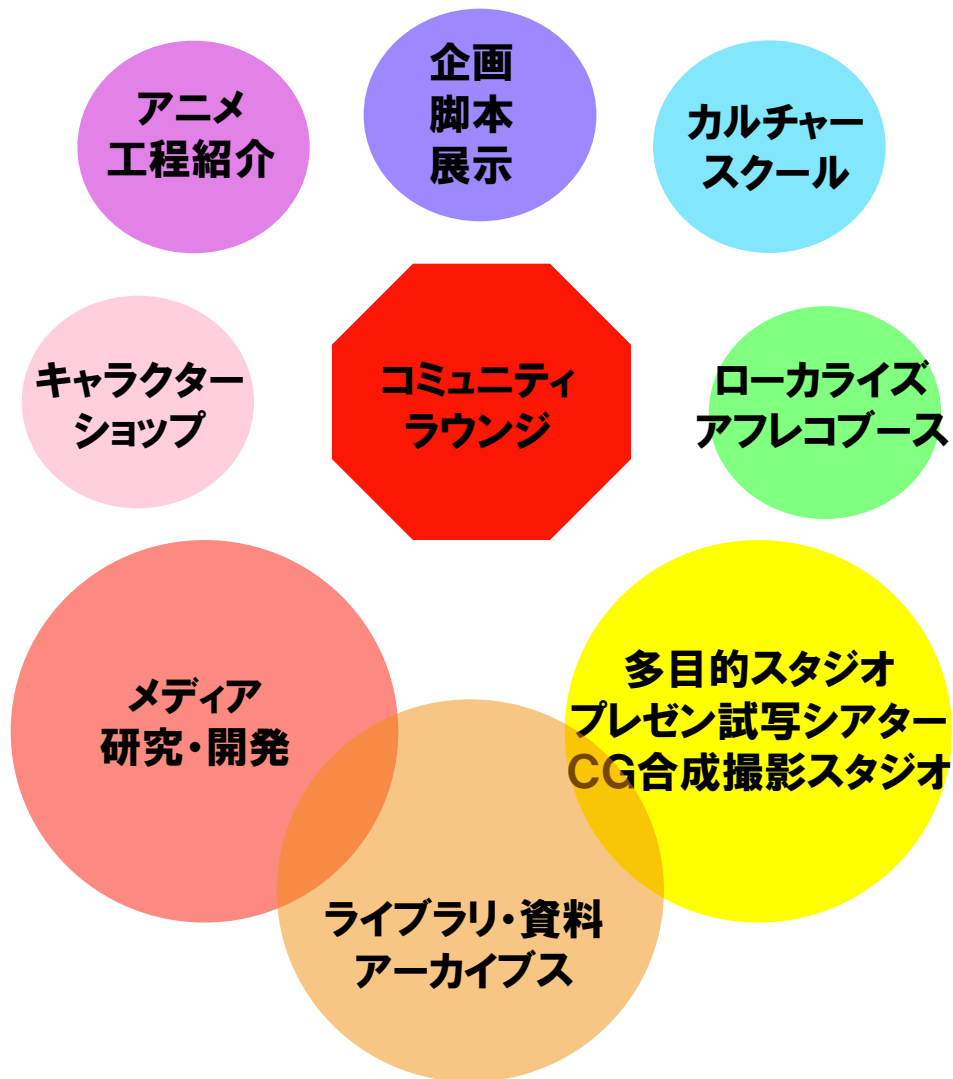 アニメ
工程紹介
企画
脚本
展示
カルチャー
スクール
キャラクター
ショップ
コミュニティ
ラウンジ
ローカライズ
アフレコブース
メディア
研究・開発
多目的スタジオ
プレゼン試写シアター
CG合成撮影スタジオ
ライブラリ・資料
アーカイブス